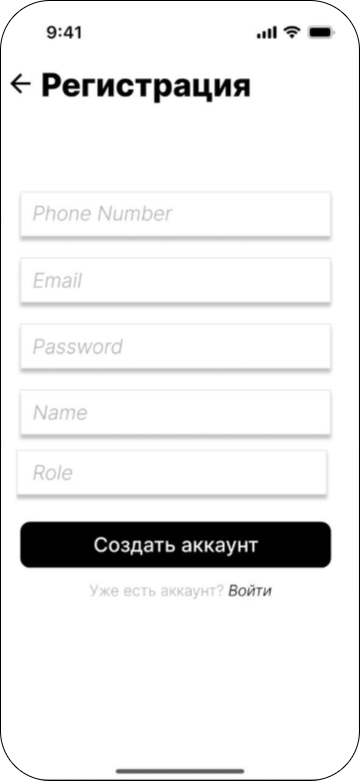 9:41
Регистрация
Phone Number
Email
Password
Name
Role
Создать аккаунт
Уже есть аккаунт? Войти